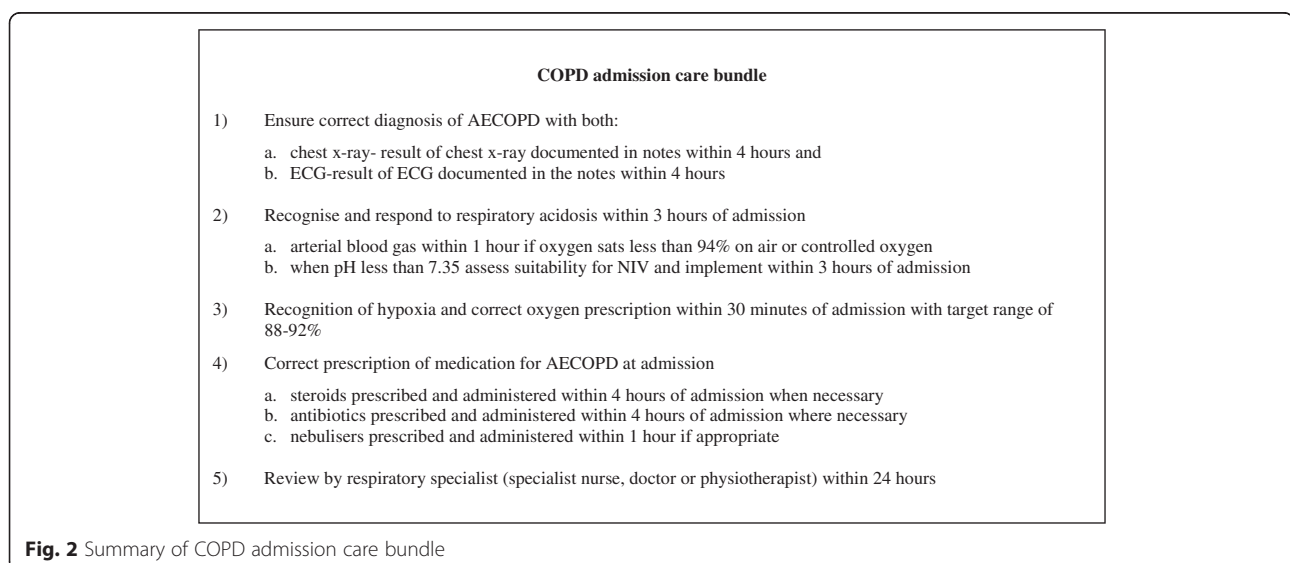 COPD admission care bundle
1) Ensure correct diagnosis of AECOPD with both:
a. chest x-ray- result of chest x-ray documented in notes within 4 hours and
b. ECG-result of ECG documented in the notes within 4 hours
2) Recognise and respond to respiratory acidosis within 3 hours of admission
a. arterial blood gas within 1 hour if oxygen sats less than 94% on air or controlled oxygen
b. when pH less than 7.35 assess suitability for NIV and implement within 3 hours of admission
3) Recognition of hypoxia and correct oxygen prescription within 30 minutes of admission with target range of
88-92%
4) Correct prescription of medication for AECOPD at admission
a. steroids prescribed and administered within 4 hours of admission when necessary
b. antibiotics prescribed and administered within 4 hours of admission where necessary
c. nebulisers prescribed and administered within 1 hour if appropriate
5) Review by respiratory specialist (specialist nurse, doctor or physiotherapist) within 24 hours
Fig. 2 Summary of COPD admission care bundle